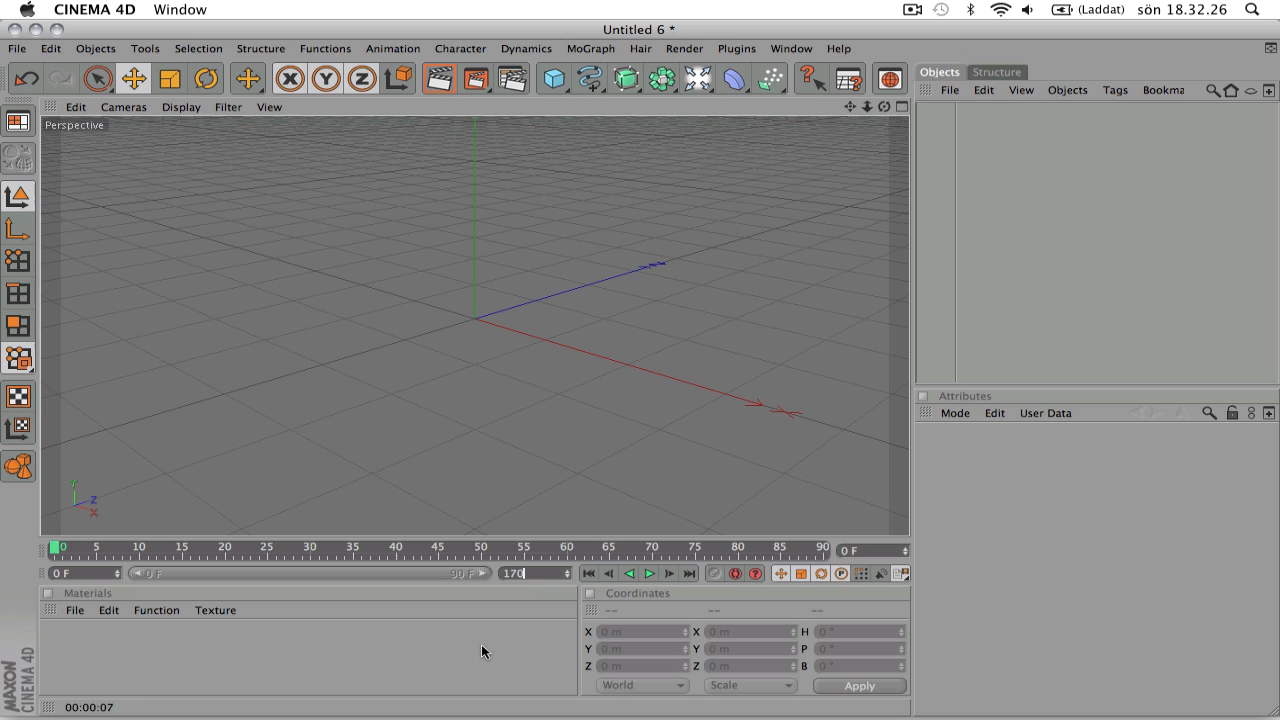 CINEMA 4D Window (Laddat) sön 18.32.26
Untitled 6 *
File Edit Objects Tools Selection Structure Functions Animation Character Dynamics MoGraph Hair Render Plugins Window Help
X Y Z
Objects Structure
File Edit View Objects Tags Bookma
Edit Cameras Display Filter View
Perspective
Attributes
Mode Edit User Data
Y
Z
X
0 5 10 15 20 25 30 35 40 45 50 55 60 65 70 75 80 85 90 0 F
0 F 0 F 90 F 170 P
Materials
File Edit Function Texture
Coordinates
-- -- --
X 0 m X 0 m H 0 °
Y 0 m Y 0 m P 0 °
Z 0 m Z 0 m B 0 °
World Scale Apply
MAXON
CINEMA 4D
00:00:07